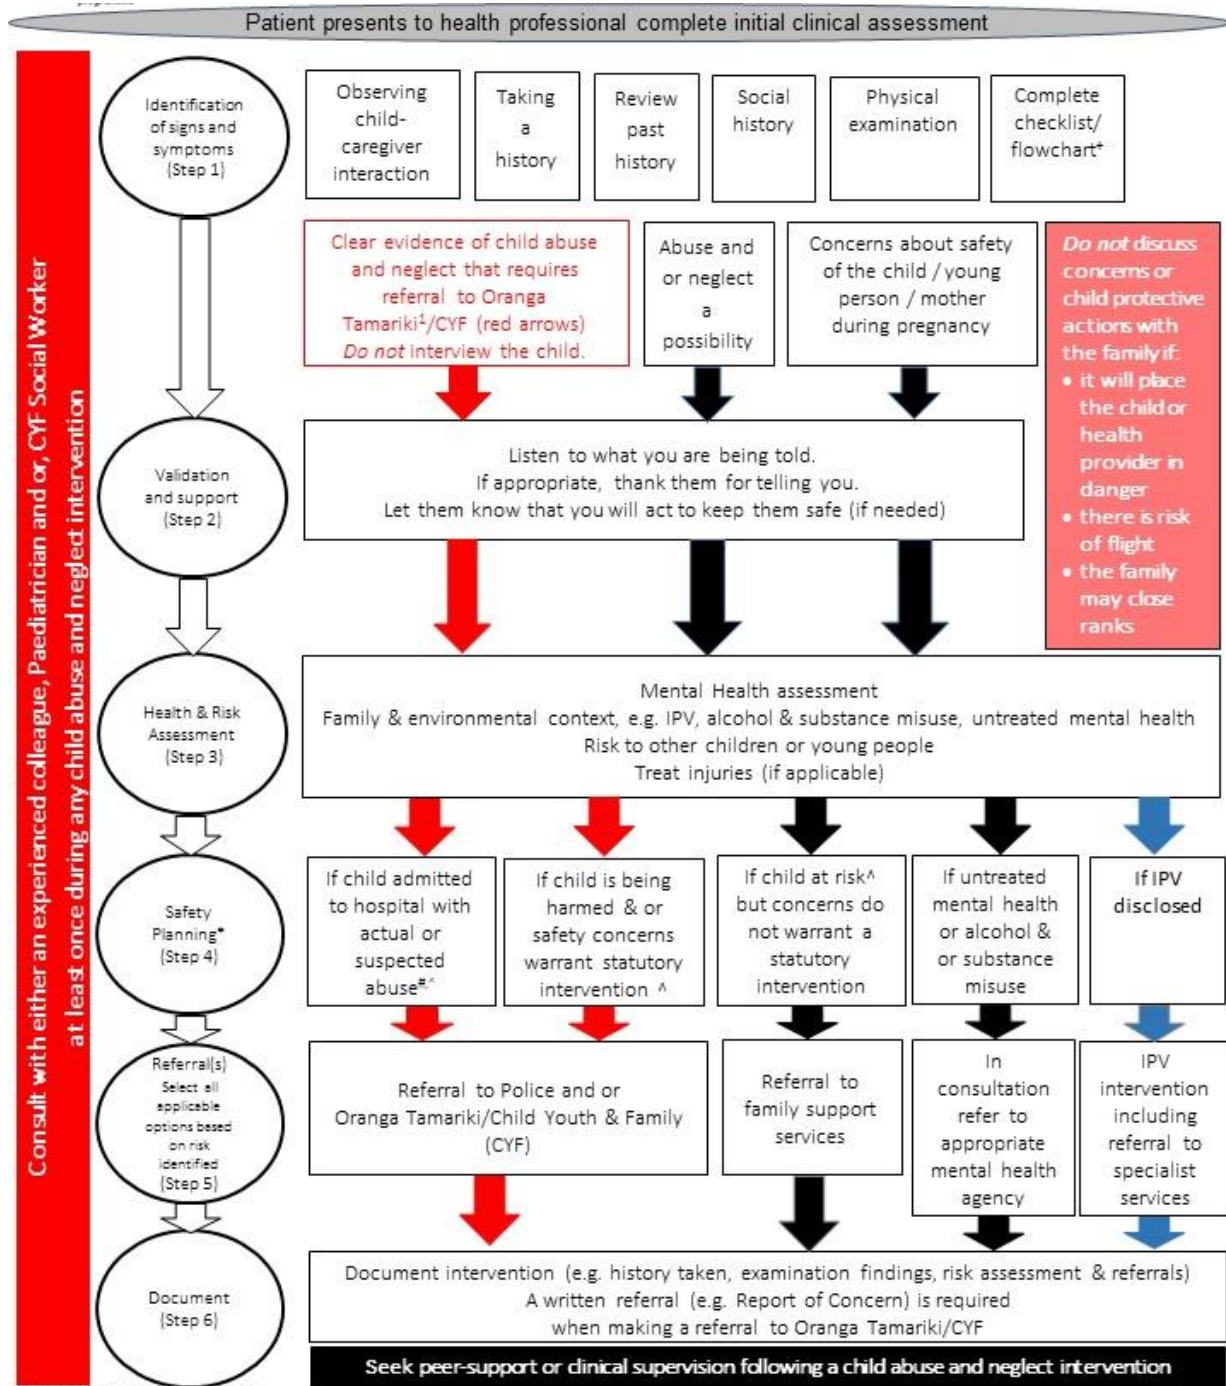 Patient presents to health professional complete initial clinical assessment
Consult with either an experienced colleague, Paediatrician and or, CYF Social Worker
at least once during any child abuse and neglect intervention
Identification
of signs and
symptoms
(Step 1)
Observing
child-
caregiver
interaction
Taking
a
history
Review
past
history
Social
history
Physical
examination
Complete
checklist/
flowchart+
Clear evidence of child abuse
and neglect that requires
referral to Oranga
Tamariki¹/CYF (red arrows)
Do not interview the child.
Abuse and
or neglect
a
possibility
Concerns about safety
of the child / young
person / mother
during pregnancy
Do not discuss
concerns or
child protective
actions with
the family if:
• it will place
the child or
health
provider in
danger
• there is risk
of flight
• the family
may close
ranks
Validation
and support
(Step 2)
Listen to what you are being told.
If appropriate, thank them for telling you.
Let them know that you will act to keep them safe (if needed)
Health & Risk
Assessment
(Step 3)
Mental Health assessment
Family & environmental context, e.g. IPV, alcohol & substance misuse, untreated mental health
Risk to other children or young people
Treat injuries (if applicable)
Safety
Planning*
(Step 4)
If child admitted
to hospital with
actual or
suspected
abuse#,^
If child is being
harmed & or
safety concerns
warrant statutory
intervention ^
If child at risk^
but concerns do
not warrant a
statutory
intervention
If untreated
mental health
or alcohol &
or substance
misuse
If IPV
disclosed
Referral(s)
Select all
applicable
options based
on risk
identified
(Step 5)
Referral to Police and or
Oranga Tamariki/Child Youth & Family
(CYF)
Referral to
family support
services
In
consultation
refer to
appropriate
mental health
agency
IPV
intervention
including
referral to
specialist
services
Document
(Step 6)
Document intervention (e.g. history taken, examination findings, risk assessment & referrals)
A written referral (e.g. Report of Concern) is required
when making a referral to Oranga Tamariki/CYF
Seek peer-support or clinical supervision following a child abuse and neglect intervention